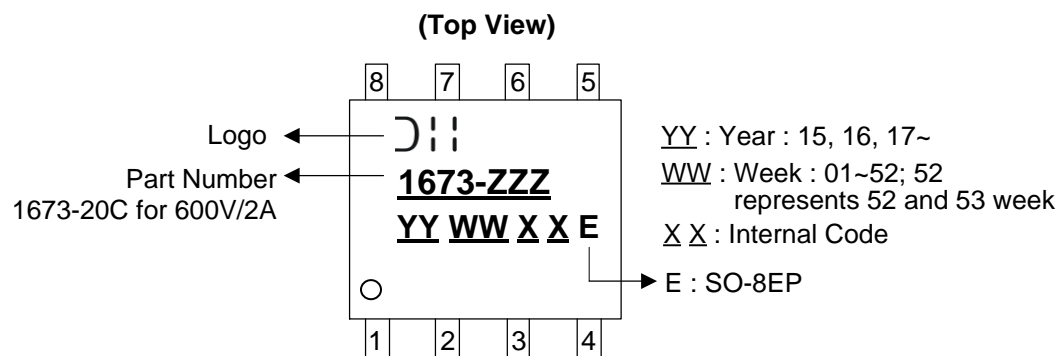 (Top View)
8 7 6 5
Logo
Part Number
1673-20C for 600V/2A
1673-ZZZ
YY WW X X E
YY : Year : 15, 16, 17~
WW : Week : 01~52; 52
represents 52 and 53 week
X X : Internal Code
E : SO-8EP
1 2 3 4